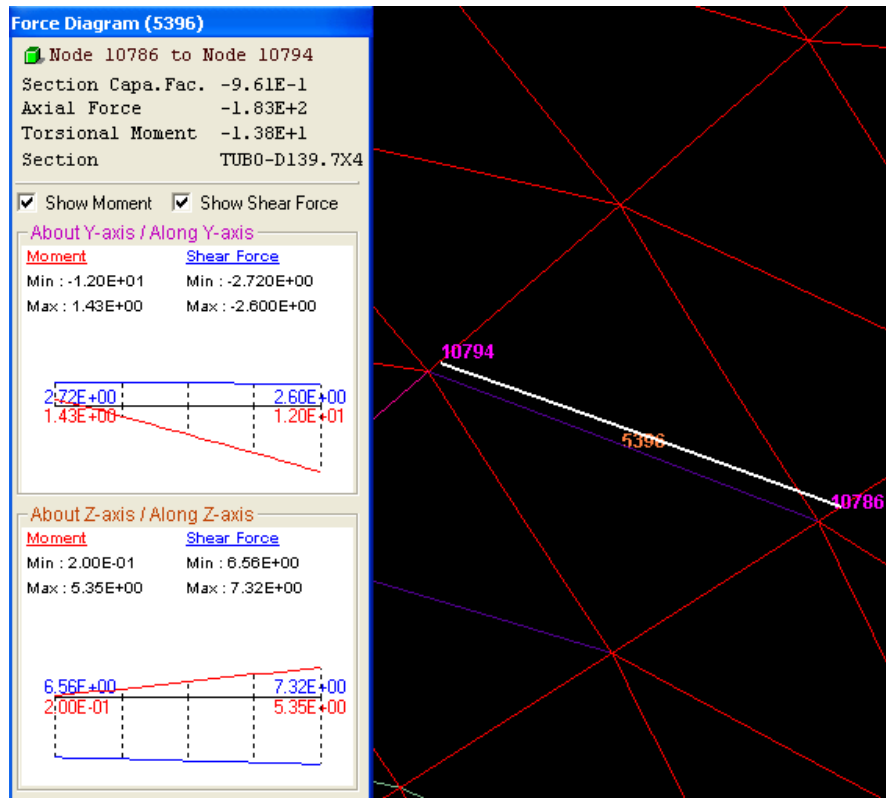 Force Diagram (5396)
Node 10786 to Node 10794
Section Capa.Fac. -9.61E-1
Axial Force -1.83E+2
Torsional Moment -1.38E+1
Section TUBO-D139.7X4
Show Moment Show Shear Force
About Y-axis / Along Y-axis
Moment Shear Force
Min : -1.20E+01 Min : -2.720E+00
Max : 1.43E+00 Max : -2.600E+00
2.72E+00 2.60E+00
1.43E+00 1.20E+01
About Z-axis / Along Z-axis
Moment Shear Force
Min : 2.00E-01 Min : 6.56E+00
Max : 5.35E+00 Max : 7.32E+00
6.56E+00 7.32E+00
2.00E-01 5.35E+00
10794
5396
10786